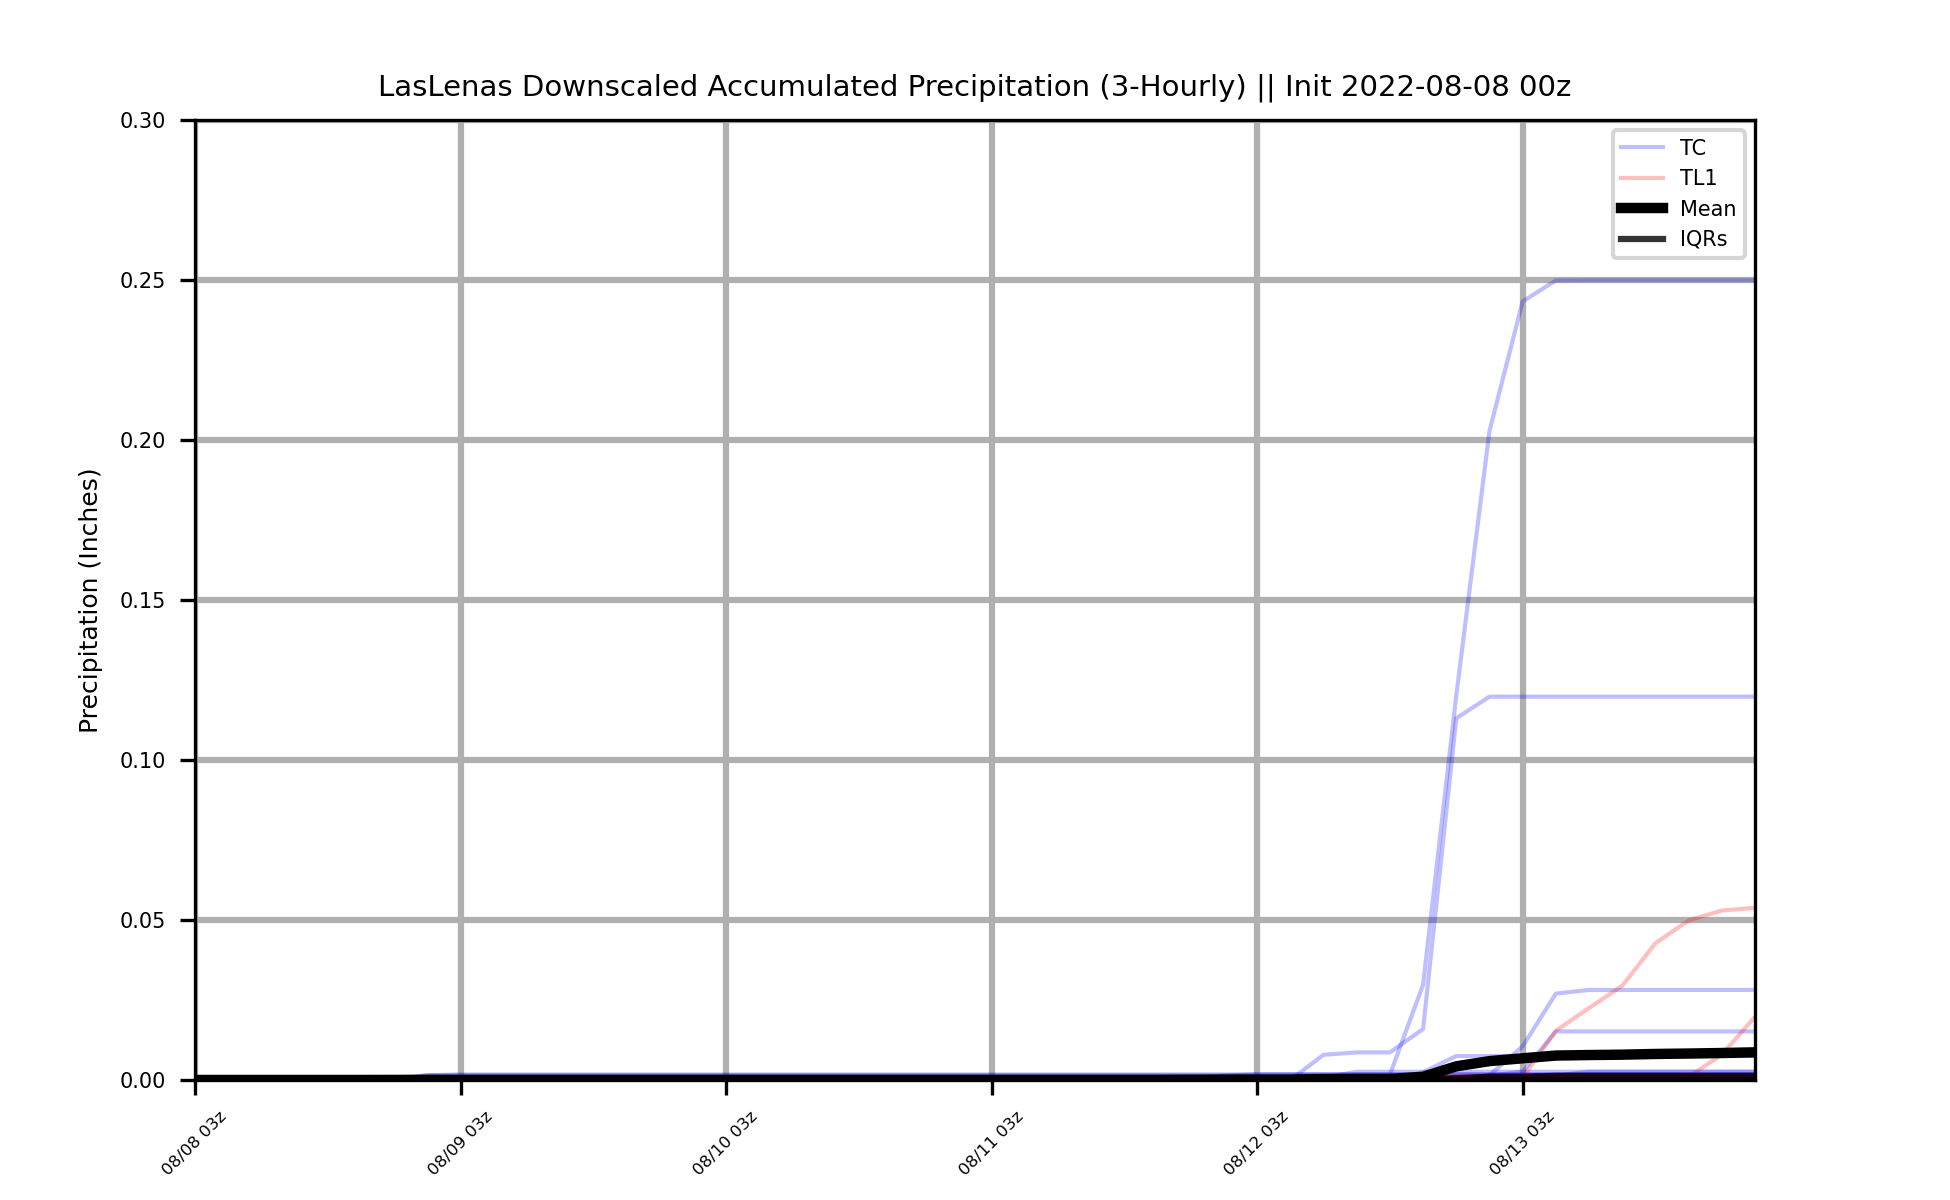 LasLenas Downscaled Accumulated Precipitation (3-Hourly) || Init 2022-08-08 00z
Precipitation (Inches)
0.30
0.25
0.20
0.15
0.10
0.05
0.00
TC
TL1
Mean
IQRs
08/08 03z
08/09 03z
08/10 03z
08/11 03z
08/12 03z
08/13 03z